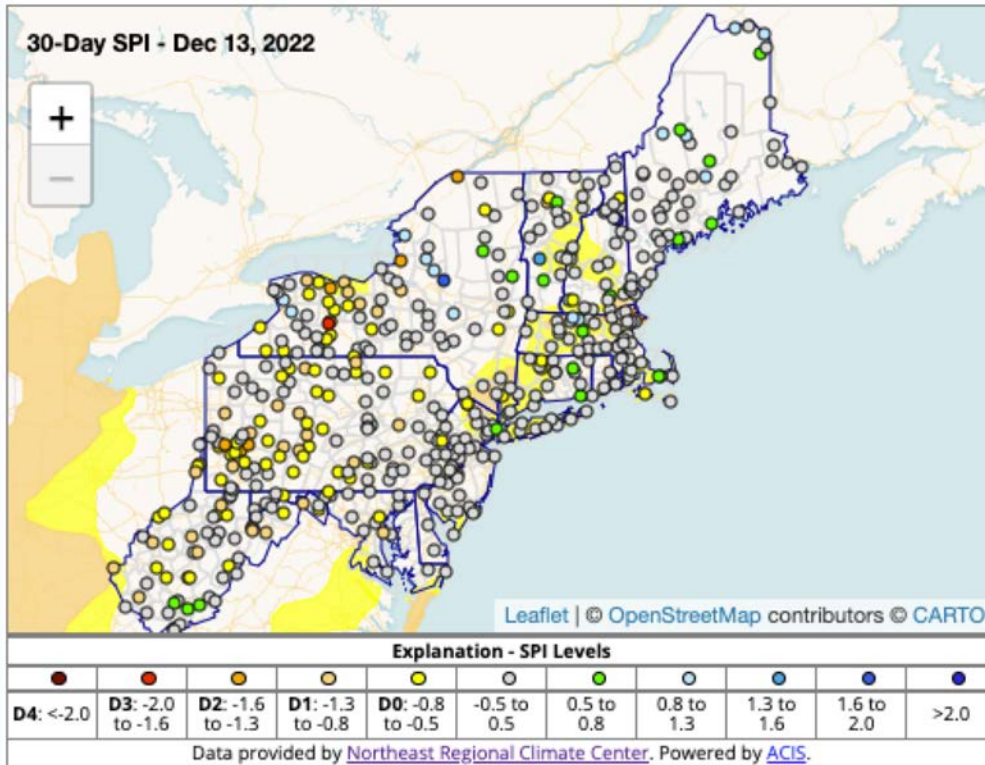 30-Day SPI - Dec 13, 2022
+
−
Leaflet | © OpenStreetMap contributors © CARTO
Explanation - SPI Levels
D4: <-2.0
D3: -2.0
to -1.6
D2: -1.6
to -1.3
D1: -1.3
to -0.8
D0: -0.8
to -0.5
-0.5 to
0.5
0.5 to
0.8
0.8 to
1.3
1.3 to
1.6
1.6 to
2.0
>2.0
Data provided by Northeast Regional Climate Center. Powered by ACIS.